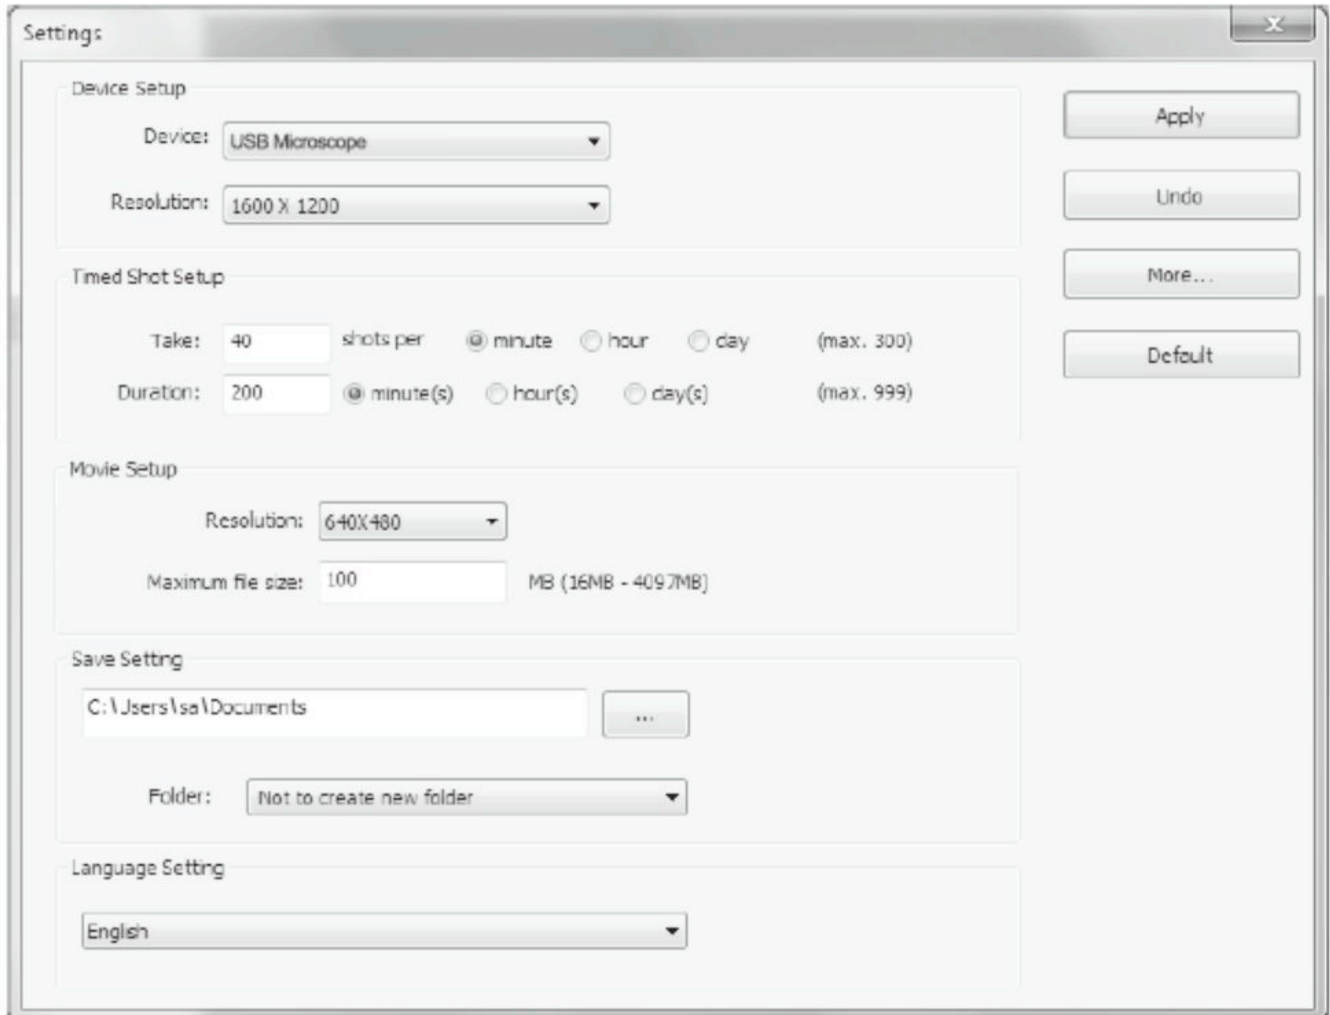 Settings
Device Setup
Device: USB Microscope
Resolution: 1600 X 1200
Timed Shot Setup
Take: 40 shots per minute hour day (max. 300)
Duration: 200 minute(s) hour(s) day(s) (max. 999)
Movie Setup
Resolution: 640X480
Maximum file size: 100 MB (16MB - 4097MB)
Save Setting
C:\Users\sa\Documents ...
Folder: Not to create new folder
Language Setting
English
Apply
Undo
More...
Default